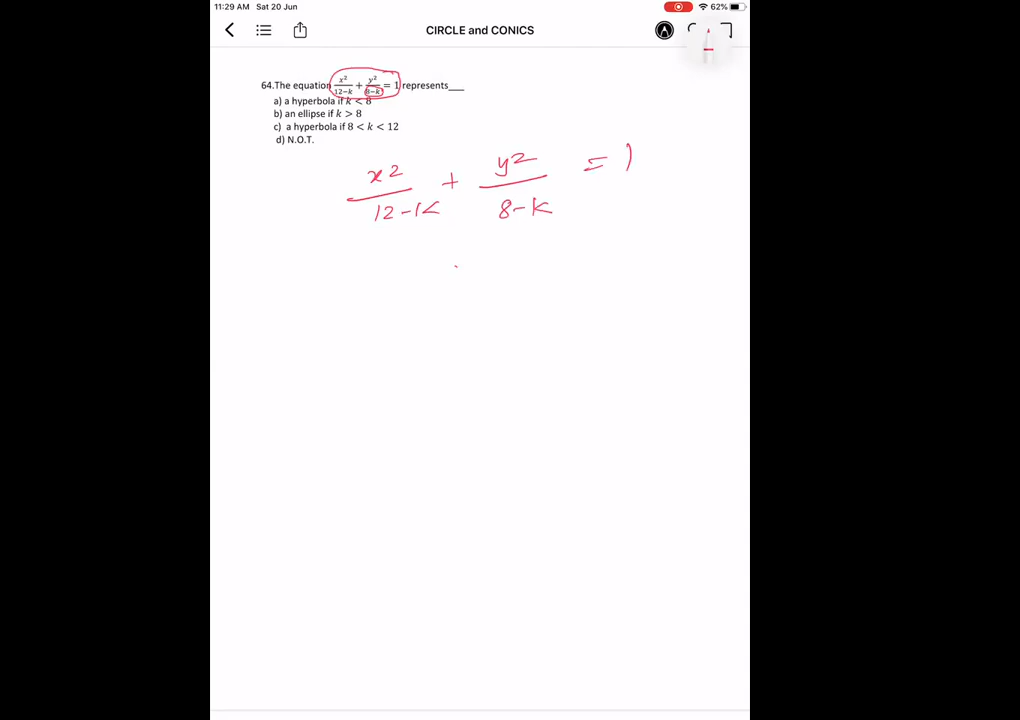 11:29 AM Sat 20 Jun 62%
CIRCLE and CONICS
64.The equation x²/12−k + y²/8−k = 1 represents___
a) a hyperbola if k < 8
b) an ellipse if k > 8
c) a hyperbola if 8 < k < 12
d) N.O.T.
x²/12-k + y²/8-k = 1